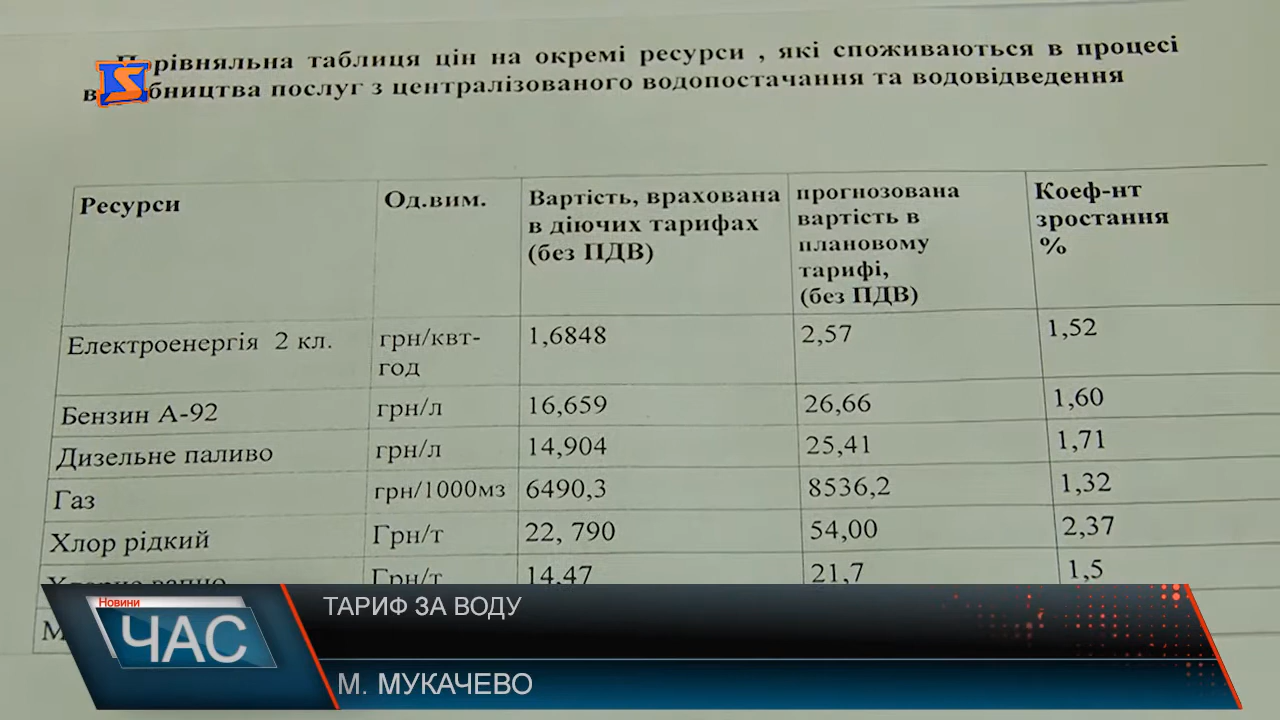 Порівняльна таблиця цін на окремі ресурси , які споживаються в процесі
виробництва послуг з централізованого водопостачання та водовідведення
Ресурси
Од.вим.
Вартість, врахована
в діючих тарифах
(без ПДВ)
прогнозована
вартість в
плановому
тарифі,
(без ПДВ)
Коеф-нт
зростання
%
Електроенергія 2 кл.
грн/квт-
год
1,6848
2,57
1,52
Бензин А-92
грн/л
16,659
26,66
1,60
Дизельне паливо
грн/л
14,904
25,41
1,71
Газ
грн/1000мз
6490,3
8536,2
1,32
Хлор рідкий
Грн/т
22, 790
54,00
2,37
Хлорне вапно
Грн/т
14,47
21,7
1,5
Новини
ЧАС
ТАРИФ ЗА ВОДУ
М. МУКАЧЕВО